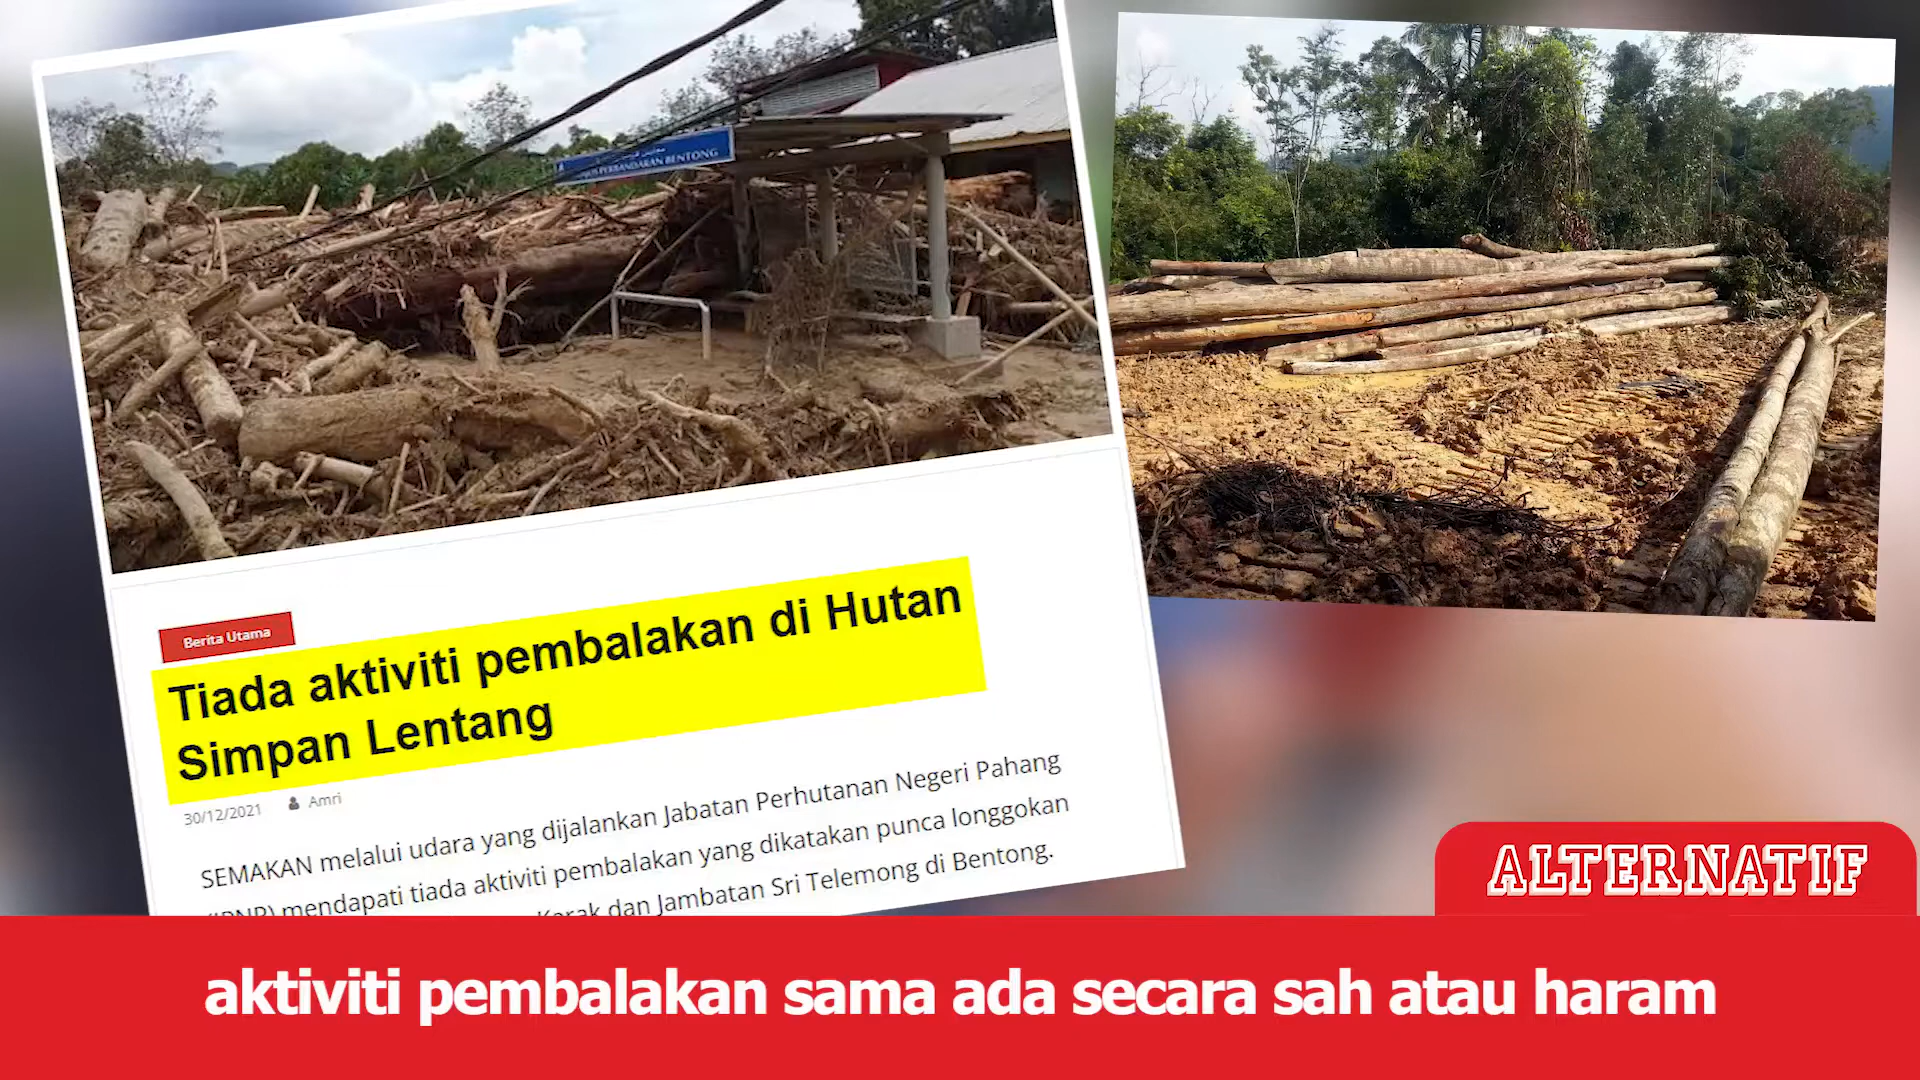 PERBANDARAN BENTONG
Berita Utama
Tiada aktiviti pembalakan di Hutan
Simpan Lentang
30/12/2021 Amri
SEMAKAN melalui udara yang dijalankan Jabatan Perhutanan Negeri Pahang
mendapati tiada aktiviti pembalakan yang dikatakan punca longgokan
Kerak dan Jambatan Sri Telemong di Bentong.
ALTERNATIF
aktiviti pembalakan sama ada secara sah atau haram